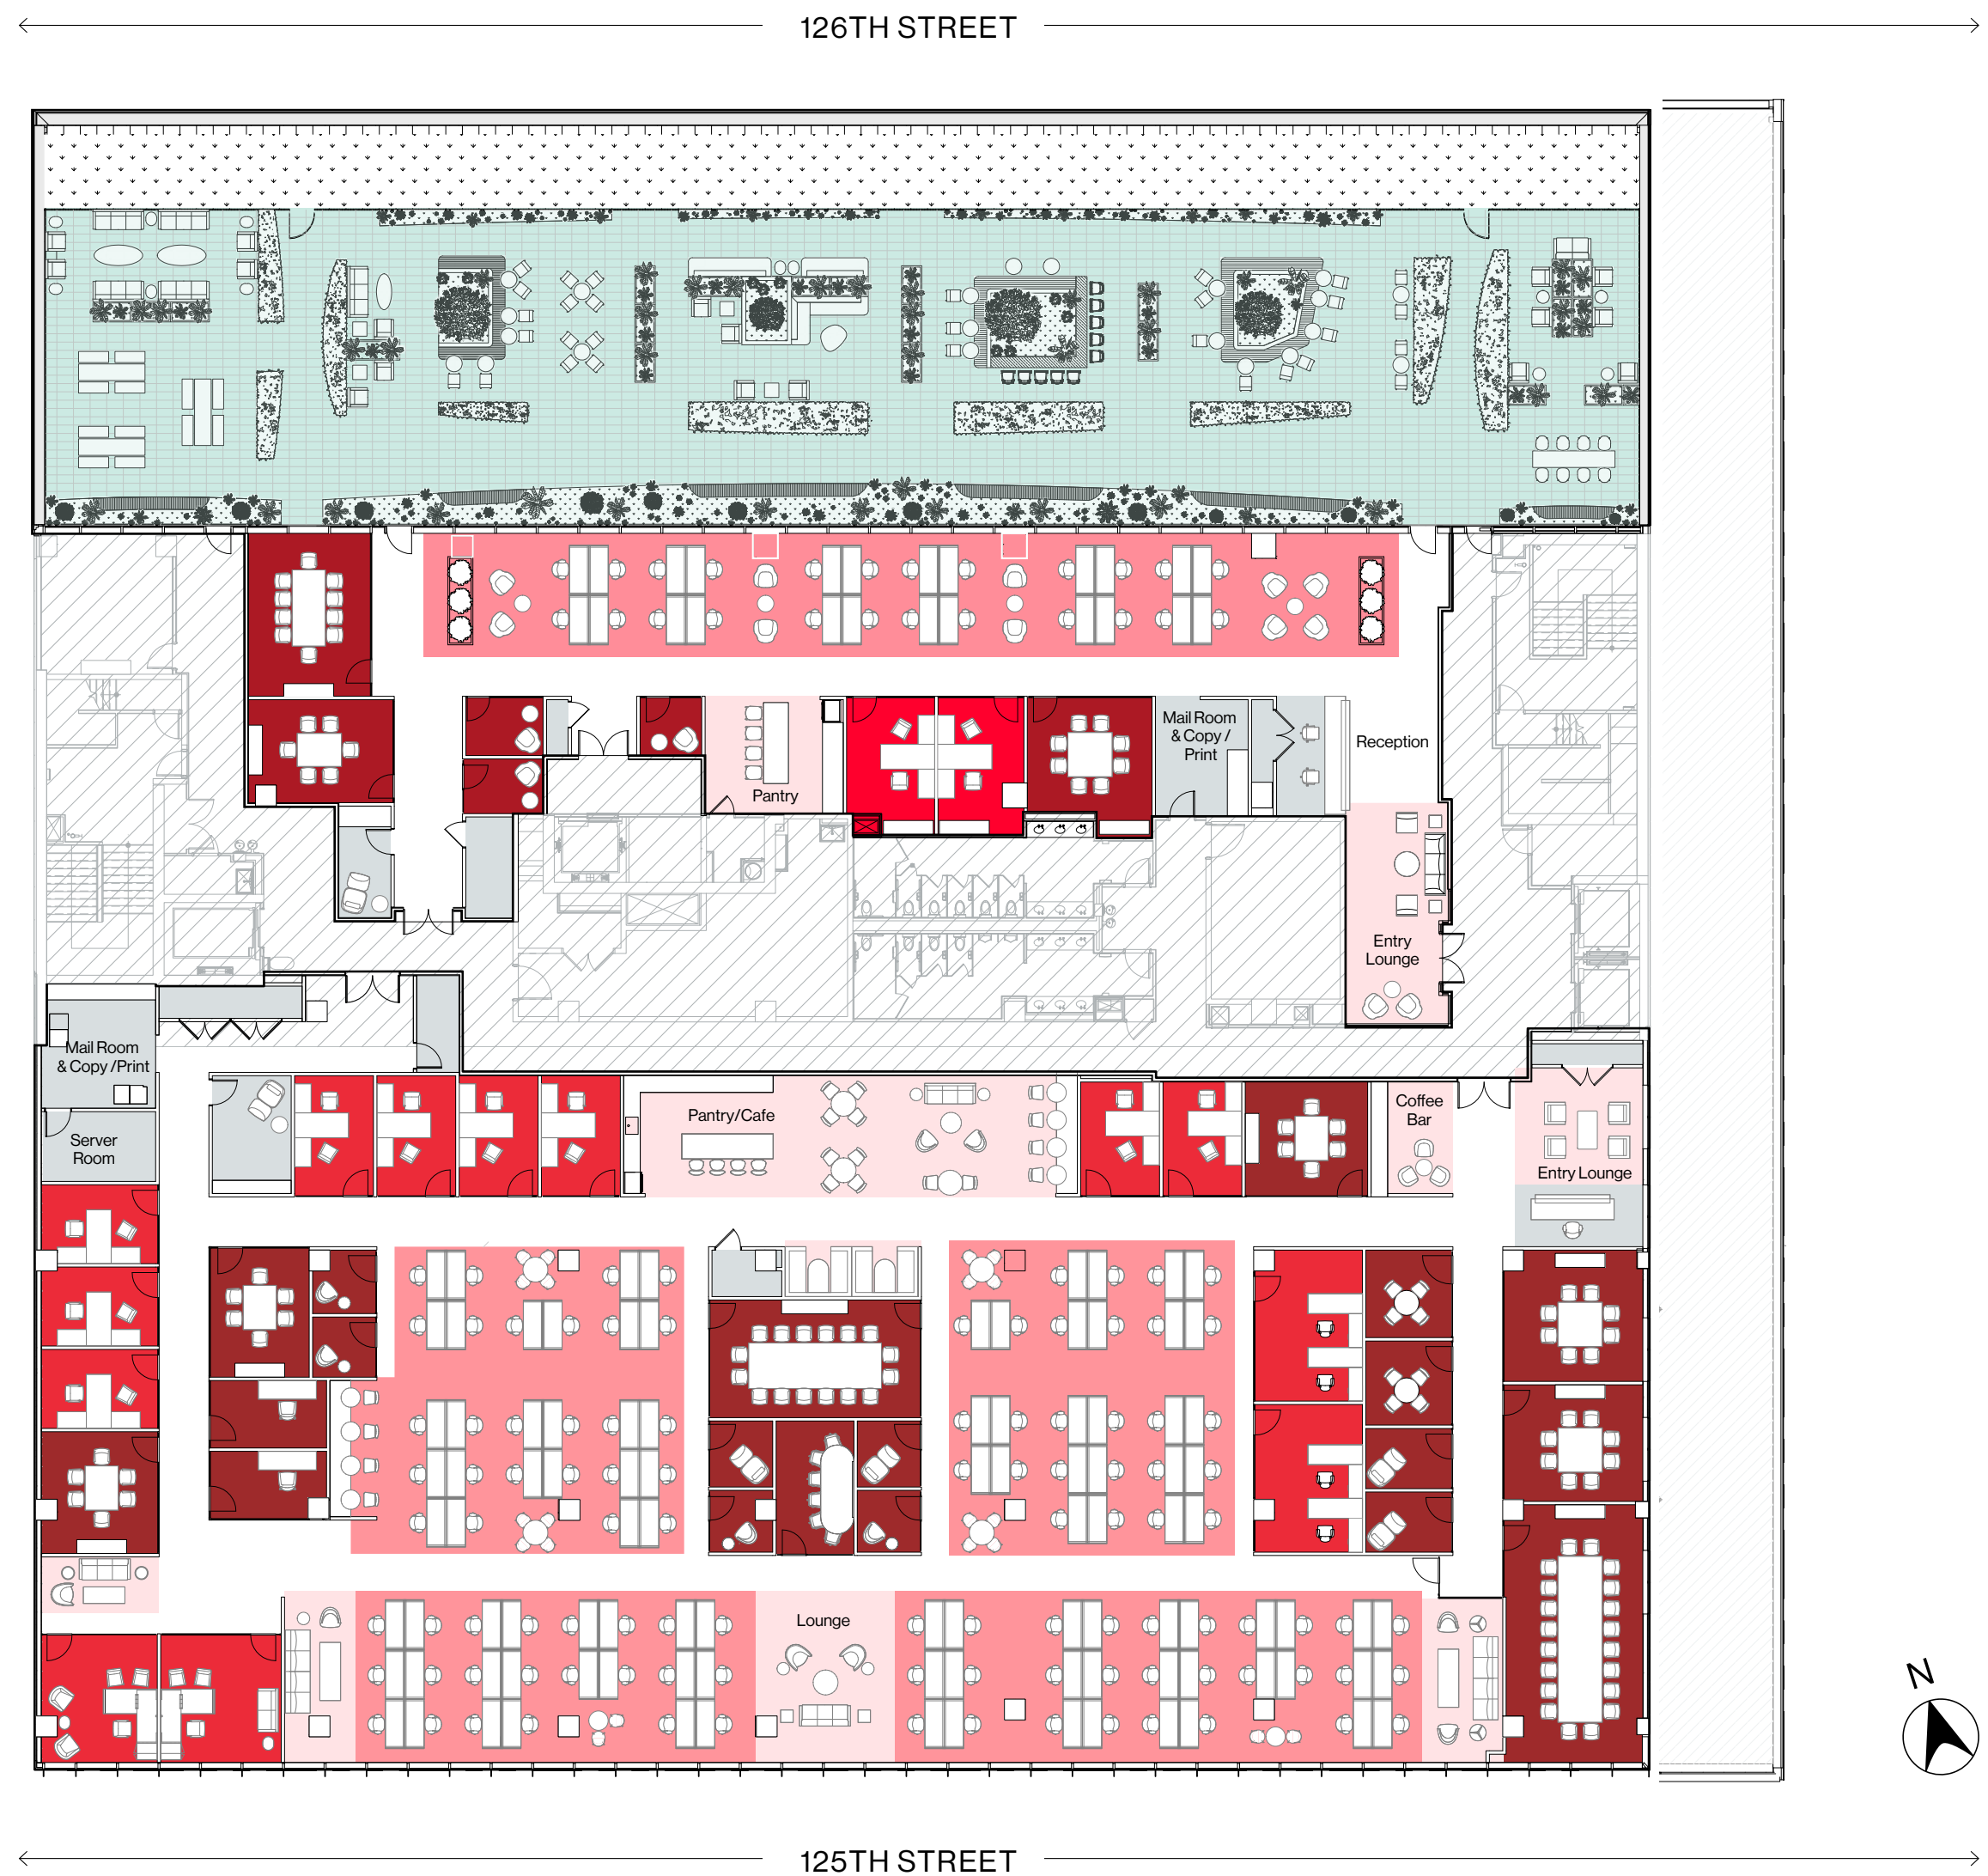 126TH STREET
Mail Room
& Copy /
Print
Reception
Pantry
Entry
Lounge
Mail Room
& Copy /Print
Server
Room
Pantry/Cafe
Coffee
Bar
Entry Lounge
Lounge
N
125TH STREET